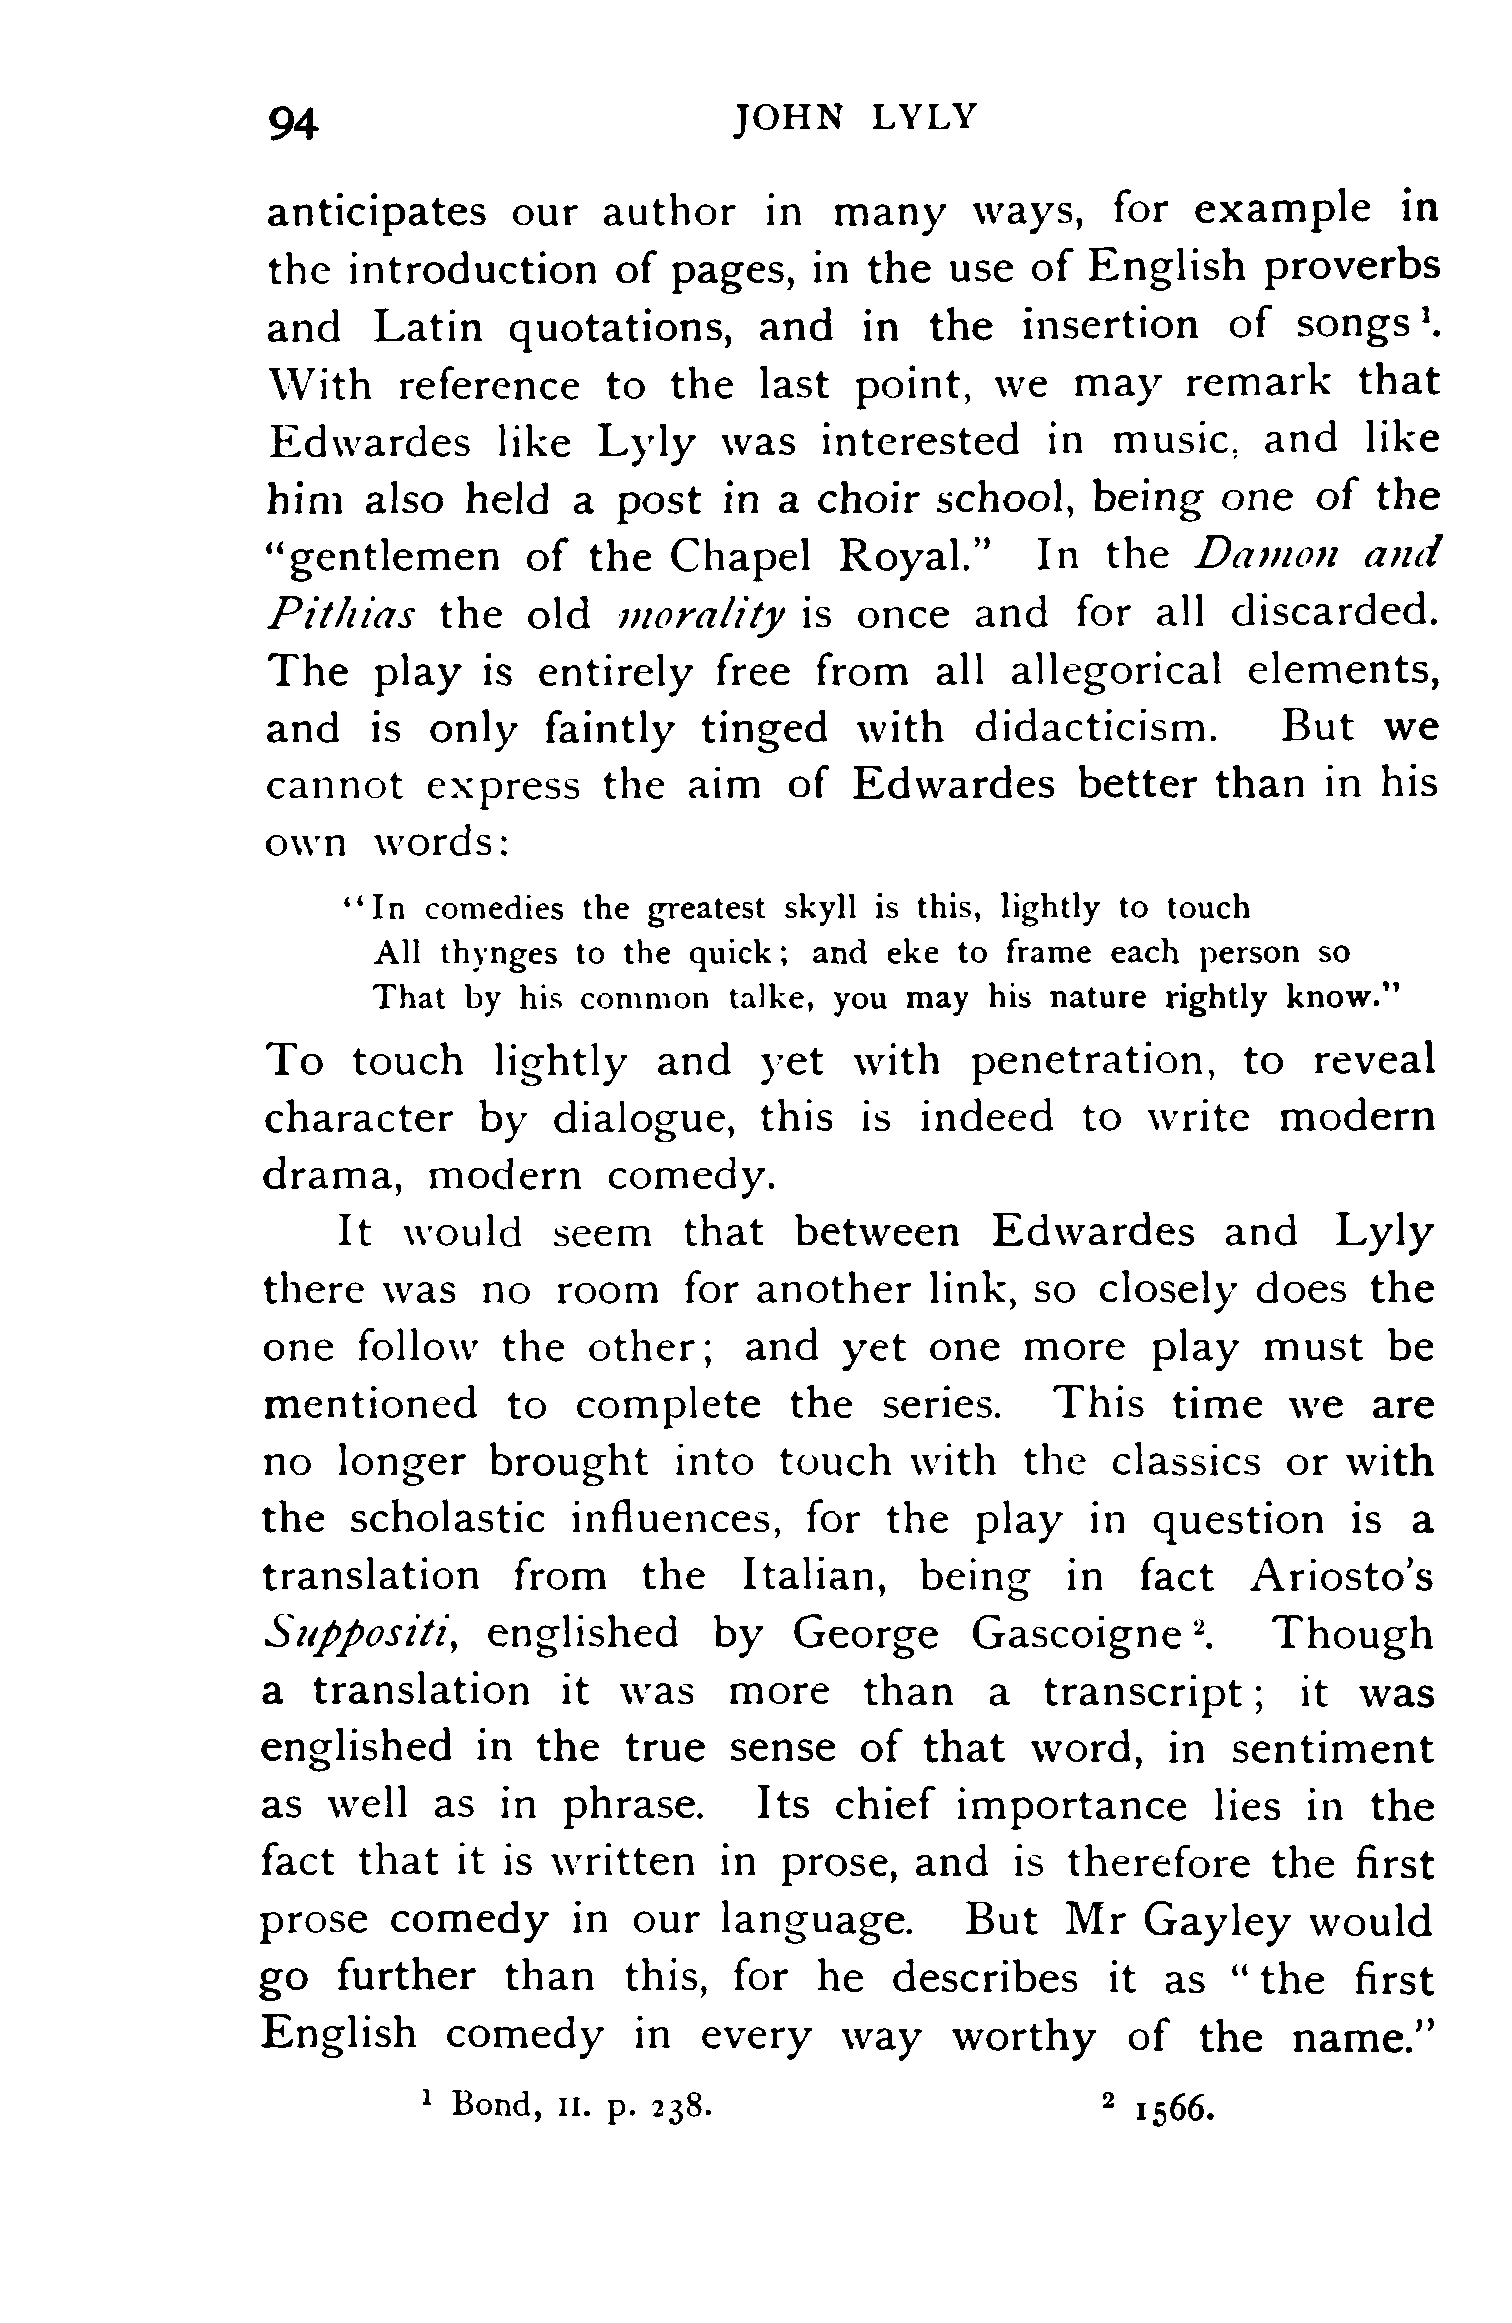 94 JOHN LYLY
anticipates our author in many ways, for example in
the introduction of pages, in the use of English proverbs
and Latin quotations, and in the insertion of songs ¹.
With reference to the last point, we may remark that
Edwardes like Lyly was interested in music, and like
him also held a post in a choir school, being one of the
"gentlemen of the Chapel Royal." In the Damon and
Pithias the old morality is once and for all discarded.
The play is entirely free from all allegorical elements,
and is only faintly tinged with didacticism. But we
cannot express the aim of Edwardes better than in his
own words:
"In comedies the greatest skyll is this, lightly to touch
All thynges to the quick; and eke to frame each person so
That by his common talke, you may his nature rightly know."
To touch lightly and yet with penetration, to reveal
character by dialogue, this is indeed to write modern
drama, modern comedy.
It would seem that between Edwardes and Lyly
there was no room for another link, so closely does the
one follow the other; and yet one more play must be
mentioned to complete the series. This time we are
no longer brought into touch with the classics or with
the scholastic influences, for the play in question is a
translation from the Italian, being in fact Ariosto's
Suppositi, englished by George Gascoigne ². Though
a translation it was more than a transcript; it was
englished in the true sense of that word, in sentiment
as well as in phrase. Its chief importance lies in the
fact that it is written in prose, and is therefore the first
prose comedy in our language. But Mr Gayley would
go further than this, for he describes it as "the first
English comedy in every way worthy of the name."
¹ Bond, II. p. 238. ² 1566.